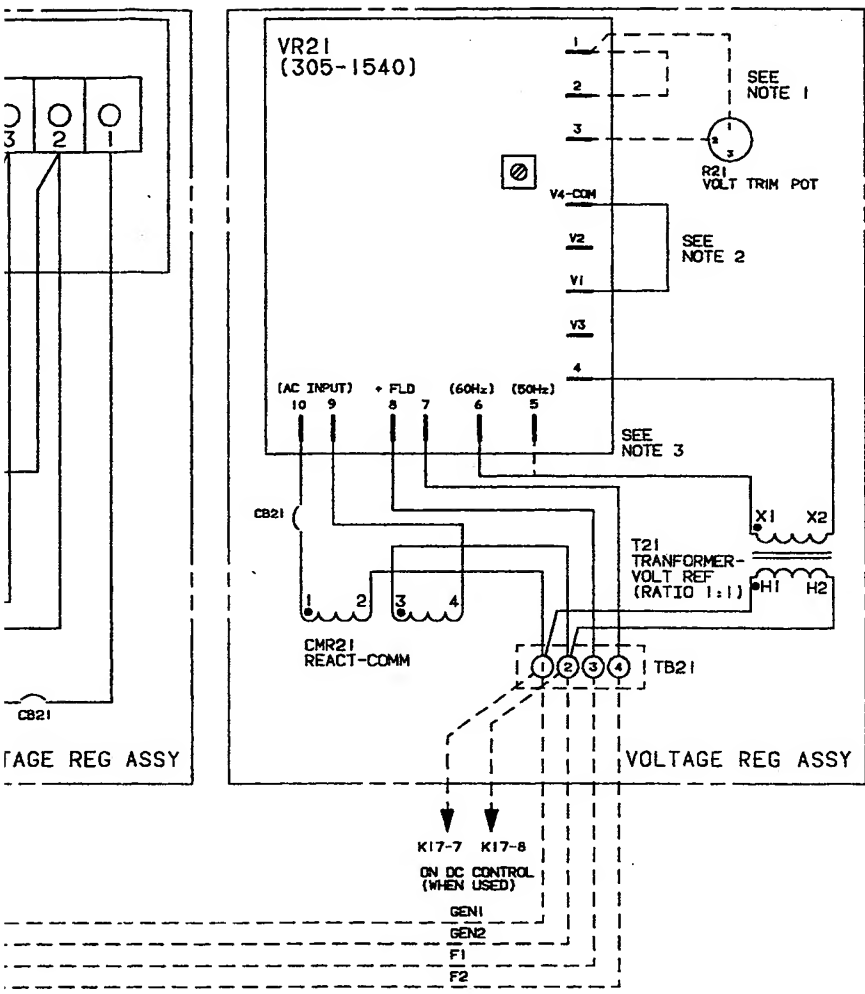 VR21
(305-1540)
1
2
3
V4-COM
V2
V1
V3
4
SEE
NOTE 1
1
2
3
R21
VOLT TRIM POT
SEE
NOTE 2
3 2 1
(AC INPUT) + FLD (60Hz) (50Hz)
10 9 8 7 6 5
SEE
NOTE 3
CB21
1 2 3 4
CMR21
REACT-COMM
X1 X2
T21
TRANFORMER-
VOLT REF
(RATIO 1:1)
H1 H2
1 2 3 4 TB21
CB21
TAGE REG ASSY
VOLTAGE REG ASSY
K17-7 K17-8
ON DC CONTROL
(WHEN USED)
GEN1
GEN2
F1
F2